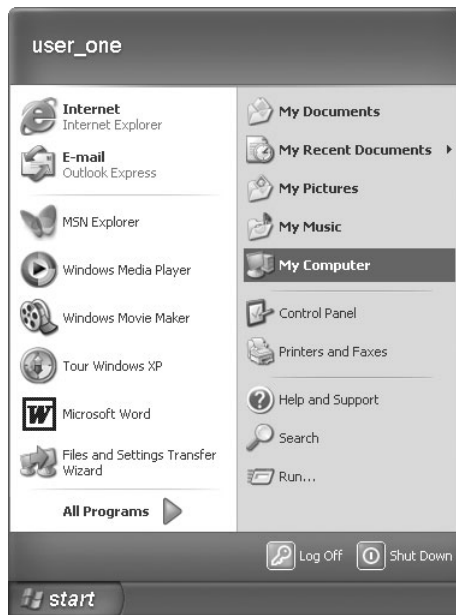 user_one
Internet
Internet Explorer
E-mail
Outlook Express
MSN Explorer
Windows Media Player
Windows Movie Maker
Tour Windows XP
W Microsoft Word
Files and Settings Transfer
Wizard
All Programs
My Documents
My Recent Documents
My Pictures
My Music
My Computer
Control Panel
Printers and Faxes
Help and Support
Search
Run...
Log Off
Shut Down
start